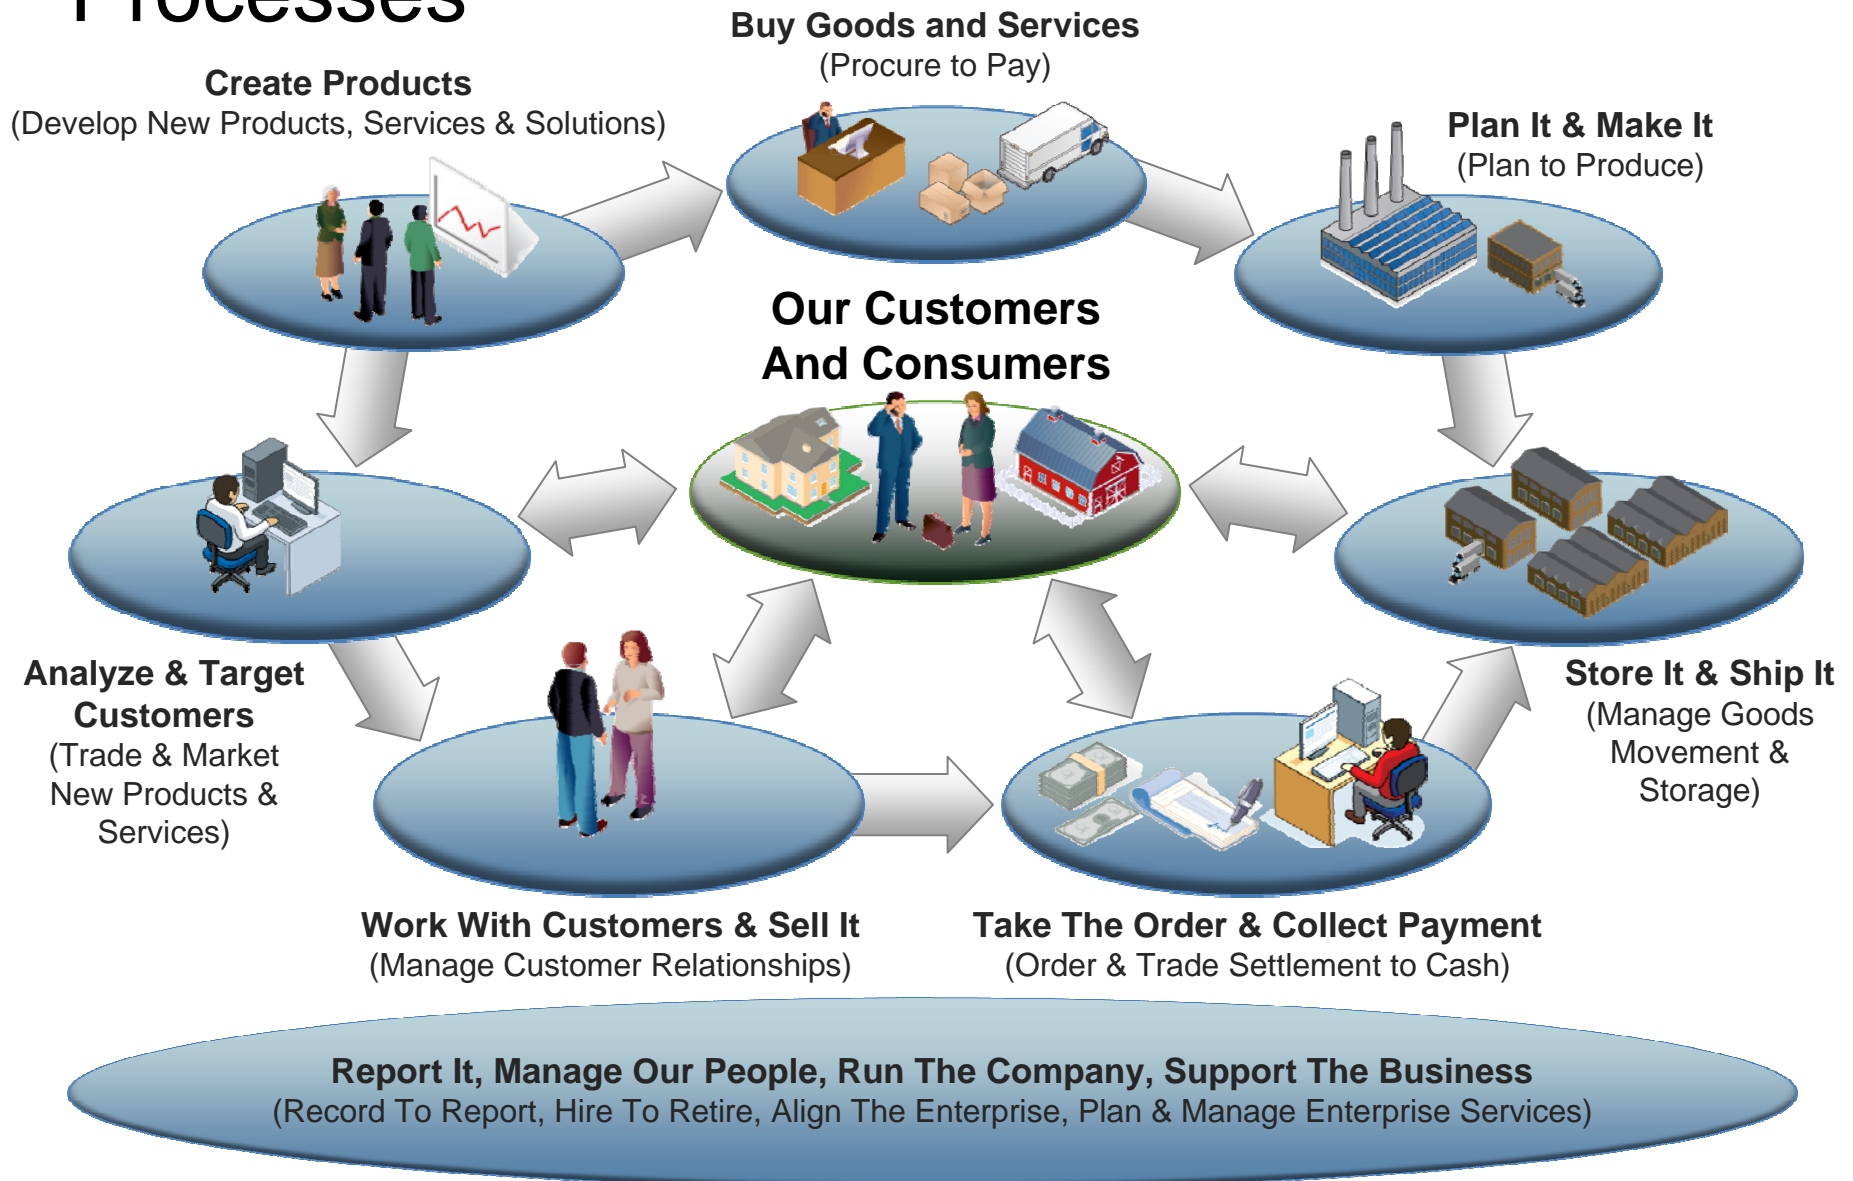 Processes
Buy Goods and Services
(Procure to Pay)
Create Products
(Develop New Products, Services & Solutions)
Plan It & Make It
(Plan to Produce)
Our Customers
And Consumers
Analyze & Target
Customers
(Trade & Market
New Products &
Services)
Store It & Ship It
(Manage Goods
Movement &
Storage)
Work With Customers & Sell It
(Manage Customer Relationships)
Take The Order & Collect Payment
(Order & Trade Settlement to Cash)
Report It, Manage Our People, Run The Company, Support The Business
(Record To Report, Hire To Retire, Align The Enterprise, Plan & Manage Enterprise Services)